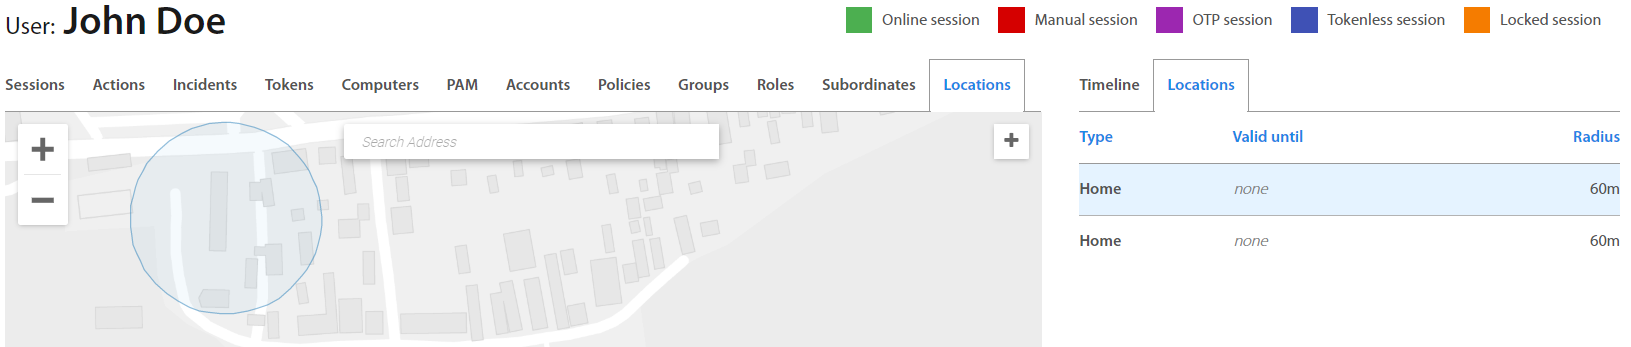 User: John Doe
Online session Manual session OTP session Tokenless session Locked session
Sessions Actions Incidents Tokens Computers PAM Accounts Policies Groups Roles Subordinates Locations
Timeline Locations
Search Address
Type Valid until Radius
Home none 60m
Home none 60m